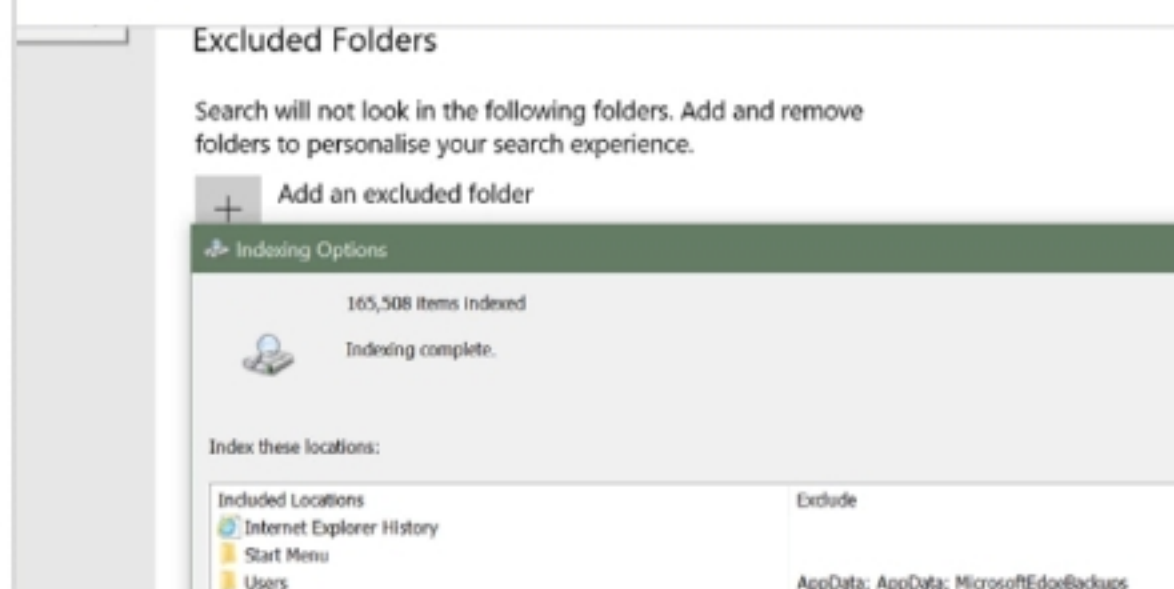 Excluded Folders
Search will not look in the following folders. Add and remove
folders to personalise your search experience.
+ Add an excluded folder
Indexing Options
165,508 items indexed
Indexing complete.
Index these locations:
Included Locations Exclude
Internet Explorer History
Start Menu
Users AppData; AppData; MicrosoftEdgeBackups